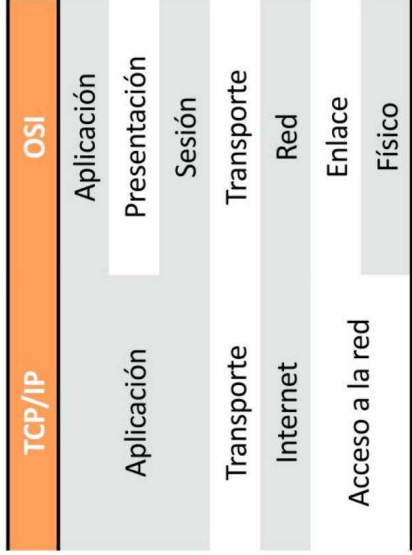 TCP/IP OSI
Aplicación Aplicación
Presentación
Sesión
Transporte Transporte
Internet Red
Acceso a la red Enlace
Físico